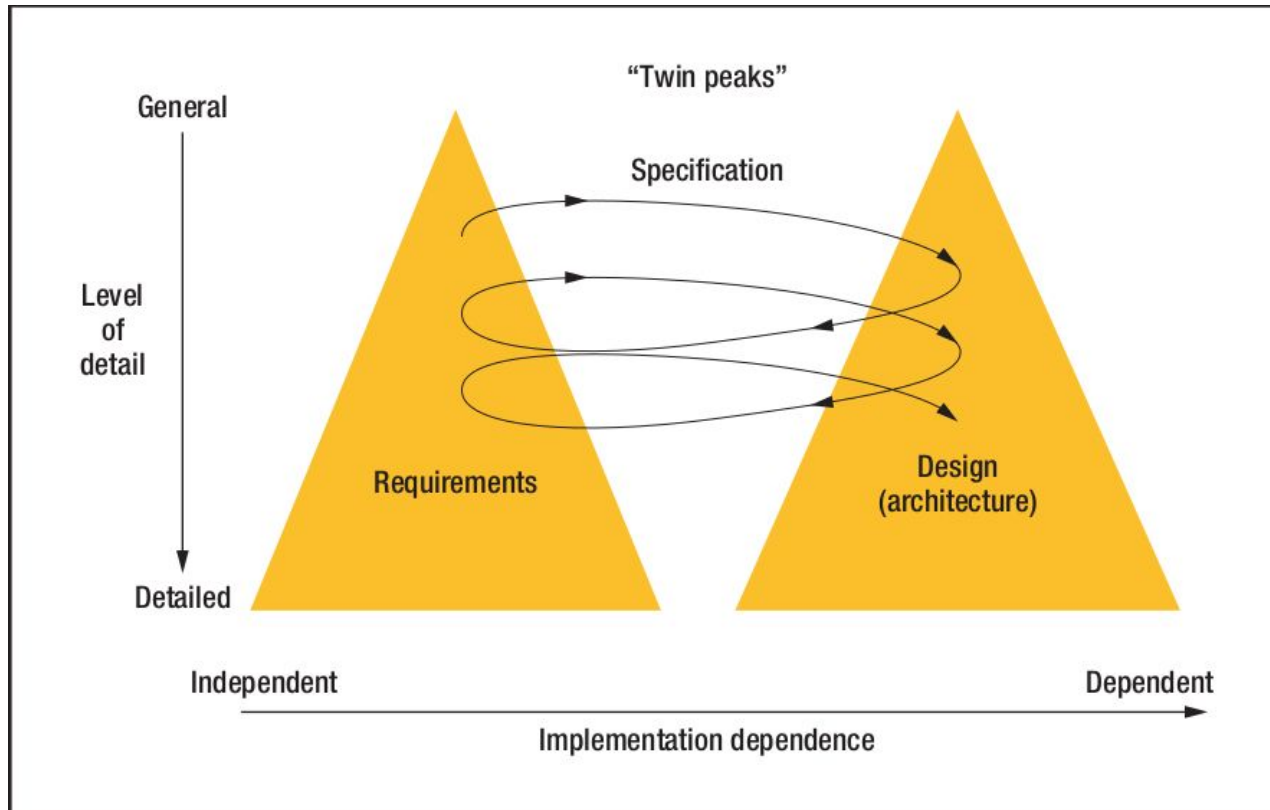 “Twin peaks”
General
Specification
Level
of
detail
Requirements
Design
(architecture)
Detailed
Independent
Dependent
Implementation dependence